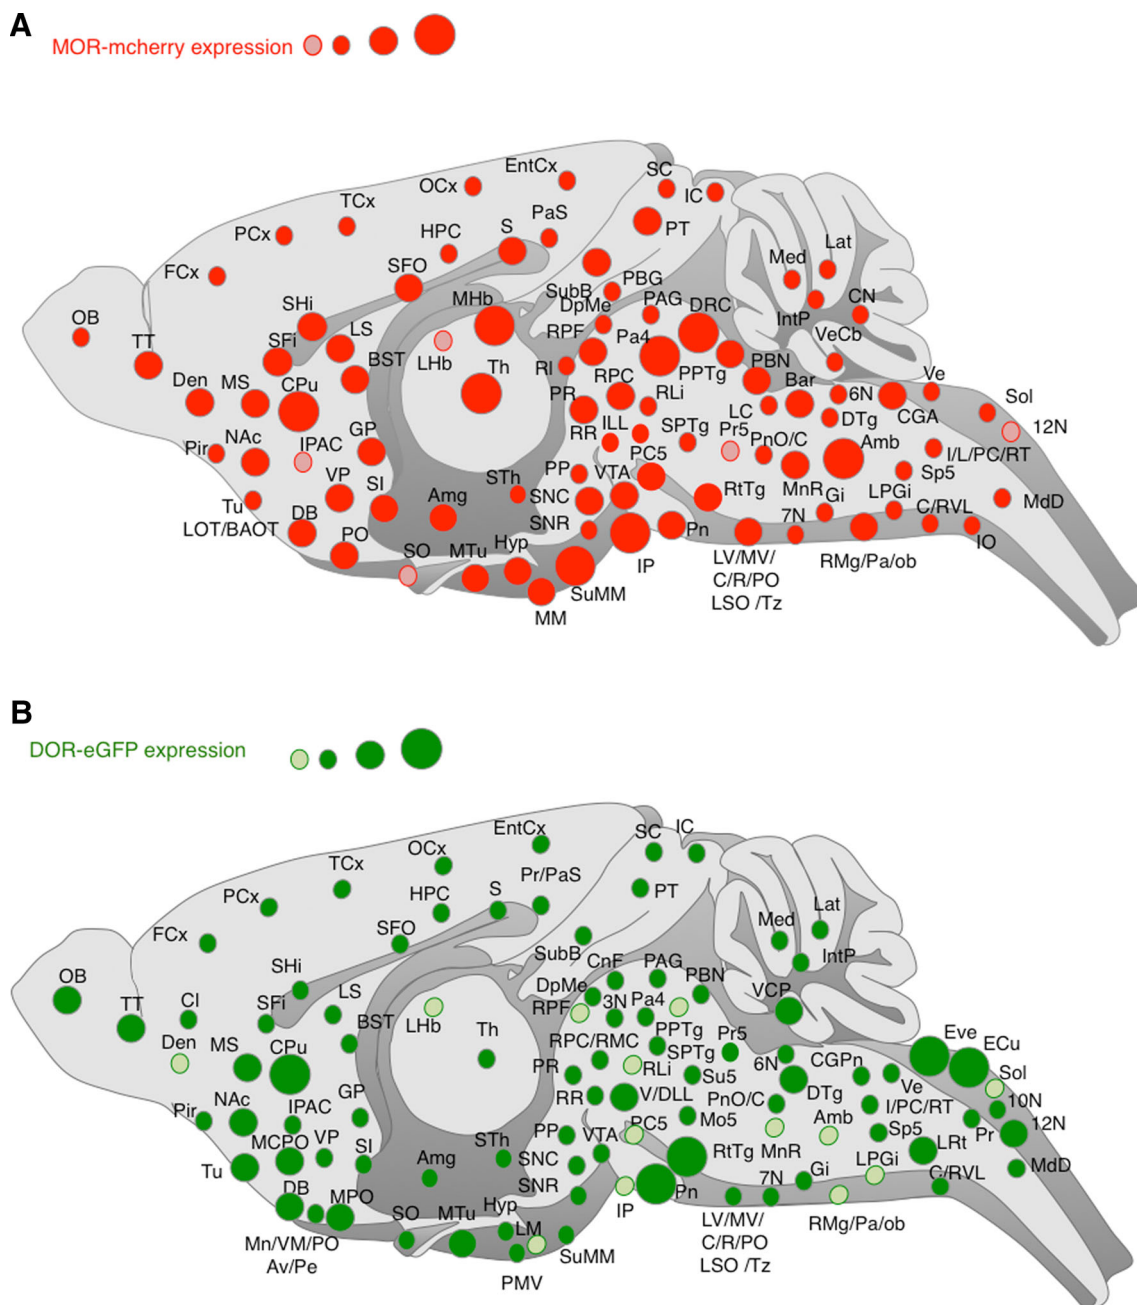 A
MOR-mcherry expression
EntCx
SC
OCx
IC
TCx
PaS
PCx
HPC
S
PT
Lat
Med
FCx
SFO
SubB
PBG
MHb
DpMe
PAG
DRC
CN
IntP
OB
SHi
LS
RPF
Pa4
VeCb
TT
SFi
BST
LHb
Th
RI
PPTg
PBN
Den
MS
CPu
RPC
RLi
Bar
6N
Ve
PR
LC
CGA
Sol
DTg
12N
Pir
NAc
IPAC
GP
RR
ILL
SPTg
Pr5
PnO/C
Amb
I/L/PC/RT
PC5
VP
SI
STh
PP
VTA
Sp5
Tu
Amg
SNC
RtTg
MnR
Gi
LPGi
MdD
LOT/BAOT
DB
SNR
7N
C/RVL
PO
SO
MTu
Hyp
Pn
IO
IP
LV/MV/
C/R/PO
LSO /Tz
RMg/Pa/ob
SuMM
MM
B
DOR-eGFP expression
EntCx
SC
IC
OCx
TCx
Pr/PaS
PCx
HPC
S
PT
Lat
Med
FCx
SFO
SubB
CnF
PAG
IntP
SHi
PBN
OB
DpMe
VCP
TT
CI
SFi
LS
RPF
3N
Pa4
BST
LHb
Th
Eve
Den
MS
CPu
RPC/RMC
PPTg
Pr5
ECu
SPTg
6N
CGPn
Sol
PR
RLi
Su5
Ve
GP
DTg
10N
Pir
NAc
IPAC
RR
V/DLL
PnO/C
I/PC/RT
12N
MCPO
VP
SI
STh
PP
VTA
PC5
Mo5
Amb
Sp5
Pr
Tu
Amg
SNC
RtTg
MnR
LRt
MdD
DB
MPO
SNR
Pn
7N
Gi
LPGi
C/RVL
SO
MTu
Hyp
IP
Mn/VM/PO
Av/Pe
LM
SuMM
LV/MV/
C/R/PO
LSO /Tz
RMg/Pa/ob
PMV